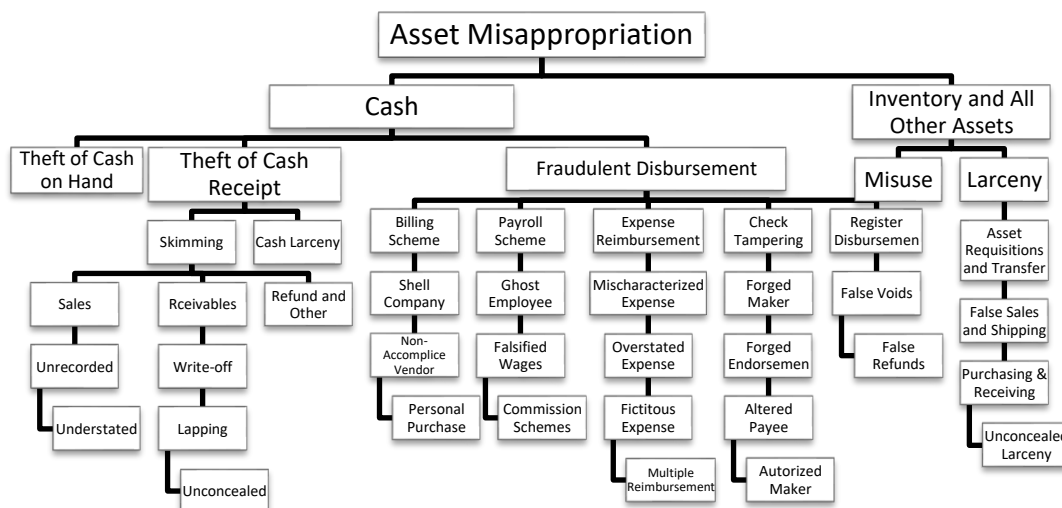 Asset Misappropriation
Cash
Inventory and All
Other Assets
Theft of Cash
on Hand
Theft of Cash
Receipt
Fraudulent Disbursement
Misuse
Larceny
Skimming
Cash Larceny
Billing
Scheme
Payroll
Scheme
Expense
Reimbursement
Check
Tampering
Register
Disbursemen
Asset
Requisitions
and Transfer
Sales
Rceivables
Refund and
Other
Shell
Company
Ghost
Employee
Mischaracterized
Expense
Forged
Maker
False Voids
False Sales
and Shipping
Unrecorded
Write-off
Non-
Accomplice
Vendor
Falsified
Wages
Overstated
Expense
Forged
Endorsemen
False
Refunds
Purchasing &
Receiving
Understated
Lapping
Personal
Purchase
Commission
Schemes
Fictitous
Expense
Altered
Payee
Unconcealed
Larceny
Unconcealed
Multiple
Reimbursement
Autorized
Maker